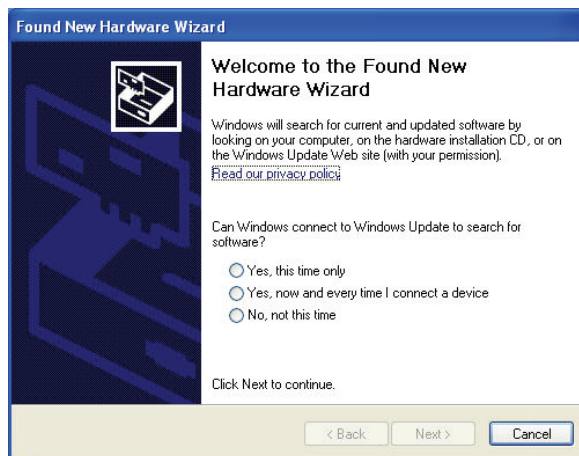 Found New Hardware Wizard
Welcome to the Found New
Hardware Wizard
Windows will search for current and updated software by
looking on your computer, on the hardware installation CD, or on
the Windows Update Web site (with your permission).
Read our privacy policy
Can Windows connect to Windows Update to search for
software?
Yes, this time only
Yes, now and every time I connect a device
No, not this time
Click Next to continue.
< Back
Next >
Cancel